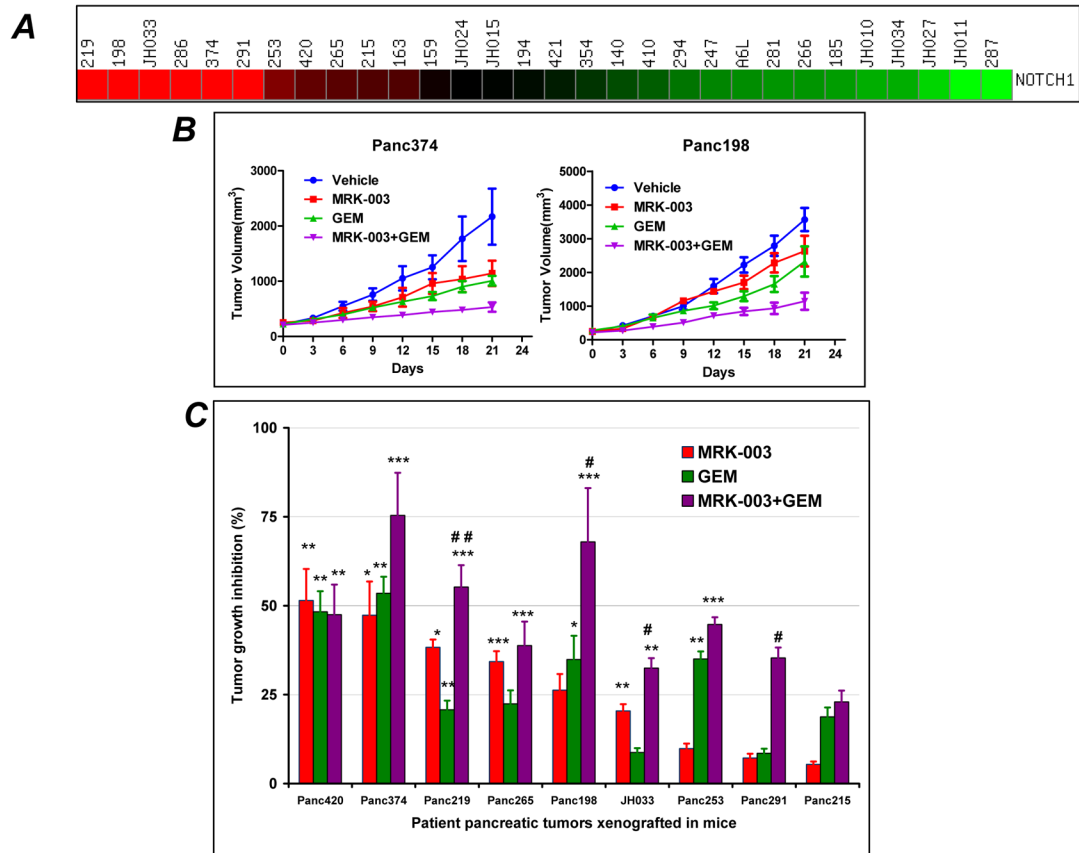 A
219 198 JH033 286 374 291 253 420 265 215 163 159 JH024 JH015 194 421 354 140 410 294 247 A6L 281 266 185 JH010 JH034 JH027 JH011 287
NOTCH1
B
Panc374
Tumor Volume(mm3)
3000
2000
1000
0
Vehicle
MRK-003
GEM
MRK-003+GEM
0 3 6 9 12 15 18 21 24
Days
Panc198
Tumor Volume(mm3)
5000
4000
3000
2000
1000
0
Vehicle
MRK-003
GEM
MRK-003+GEM
0 3 6 9 12 15 18 21 24
Days
C
Tumor growth inhibition (%)
100
75
50
25
0
MRK-003
GEM
MRK-003+GEM
** ** **
* ** ***
* ** # # ***
*** ***
* # ***
** # **
** ***
#
Panc420 Panc374 Panc219 Panc265 Panc198 JH033 Panc253 Panc291 Panc215
Patient pancreatic tumors xenografted in mice